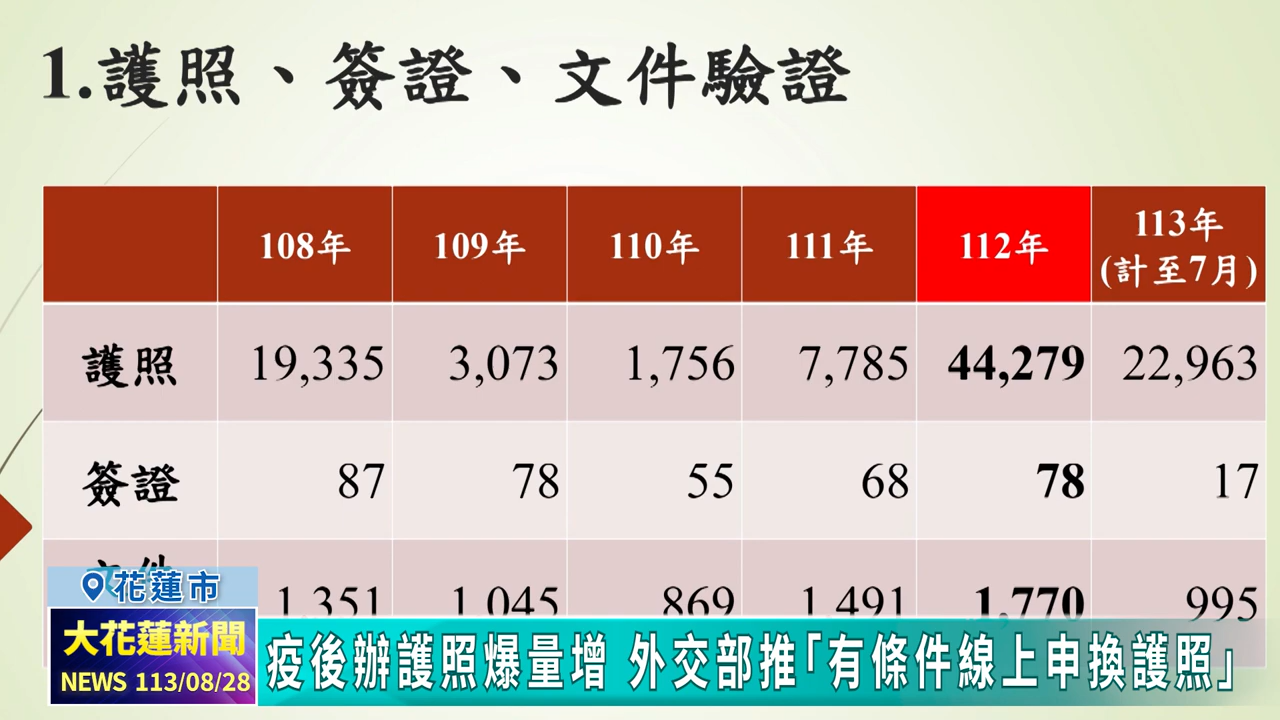 1.護照、簽證、文件驗證
108年 109年 110年 111年 112年 113年
(計至7月)
護照 19,335 3,073 1,756 7,785 44,279 22,963
簽證 87 78 55 68 78 17
文件 1,351 1,045 869 1,491 1,770 995
花蓮市
大花蓮新聞
NEWS 113/08/28
疫後辦護照爆量增 外交部推「有條件線上申換護照」